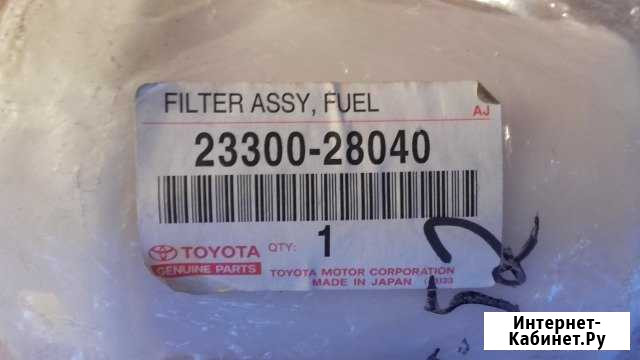 FILTER ASSY, FUEL
AJ
23300-28040
TOYOTA
GENUINE PARTS
QTY: 1
TOYOTA MOTOR CORPORATION
MADE IN JAPAN
Интернет-
Кабинет.Ру